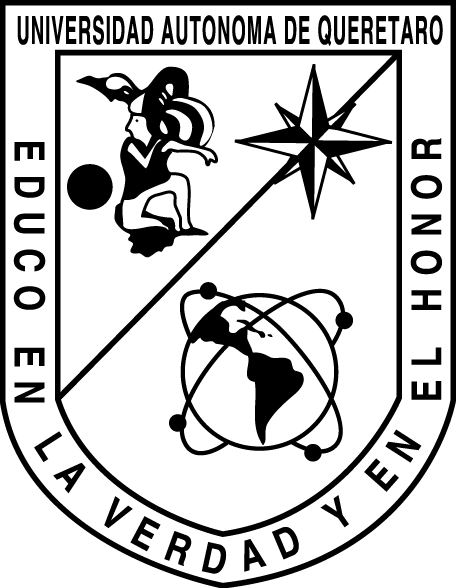 UNIVERSIDAD AUTONOMA DE QUERETARO
EDUCO EN LA VERDAD Y EN EL HONOR